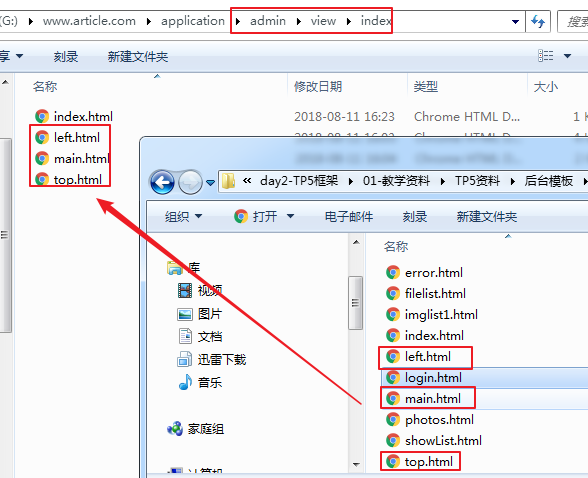 (G:) ▸ www.article.com ▸ application ▸ admin ▸ view ▸ index
搜索
享 ▾ 刻录 新建文件夹
名称 修改日期 类型 大小
index.html 2018-08-11 16:23 Chrome HTML D... 1 K
left.html
main.html
top.html
« day2-TP5框架 ▸ 01-教学资料 ▸ TP5资料 ▸ 后台模板 ▸
组织 ▾ 打开 ▾ 电子邮件 刻录 新建文件夹
名称
库
视频
图片
文档
迅雷下载
音乐
家庭组
计算机
error.html
filelist.html
imglist1.html
index.html
left.html
login.html
main.html
photos.html
showList.html
top.html